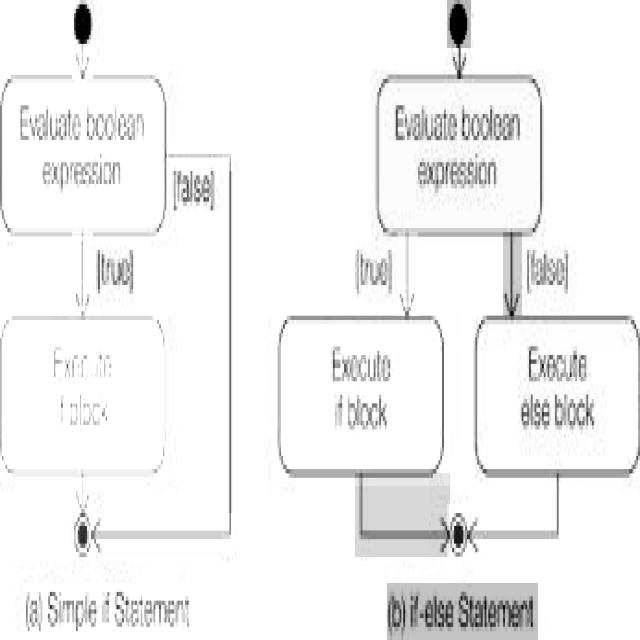 Evaluate boolean
expression
[false]
[true]
Execute
if block
(a) Simple if Statement
Evaluate boolean
expression
[true]
[false]
Execute
if block
Execute
else block
(b) if-else Statement